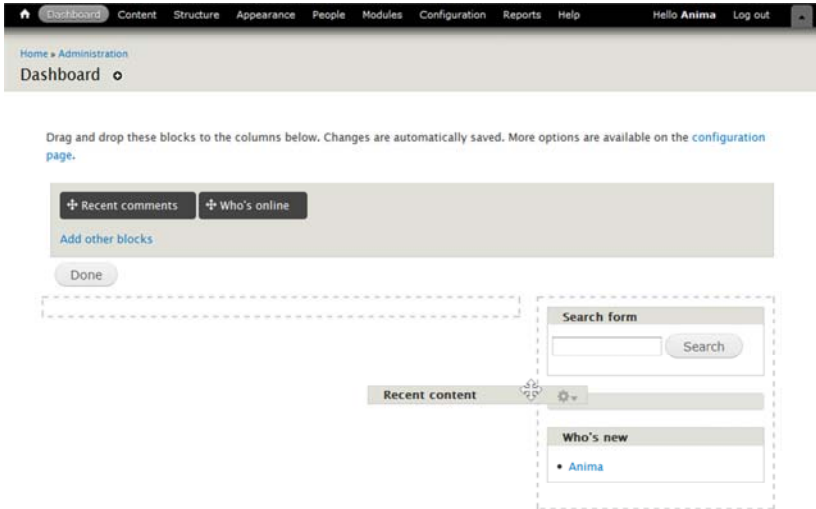 Dashboard Content Structure Appearance People Modules Configuration Reports Help Hello Anima Log out
Home » Administration
Dashboard
Drag and drop these blocks to the columns below. Changes are automatically saved. More options are available on the configuration
page.
Recent comments Who's online
Add other blocks
Done
Search form
Search
Recent content
Who's new
• Anima